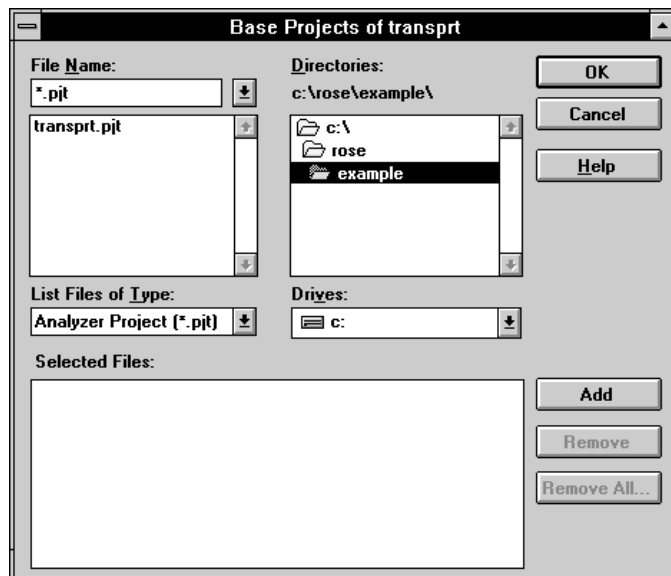 Base Projects of transprt
File Name:
*.pjt
transprt.pjt
List Files of Type:
Analyzer Project (*.pjt)
Directories:
c:\rose\example\
c:\
rose
example
Drives:
c:
OK
Cancel
Help
Selected Files:
Add
Remove
Remove All...